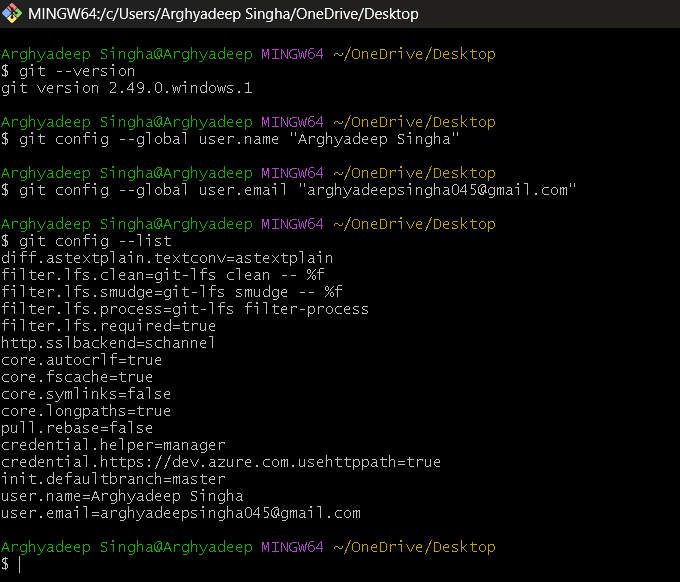 MINGW64:/c/Users/Arghyadeep Singha/OneDrive/Desktop
Arghyadeep Singha@Arghyadeep MINGW64 ~/OneDrive/Desktop
$ git --version
git version 2.49.0.windows.1
Arghyadeep Singha@Arghyadeep MINGW64 ~/OneDrive/Desktop
$ git config --global user.name "Arghyadeep Singha"
Arghyadeep Singha@Arghyadeep MINGW64 ~/OneDrive/Desktop
$ git config --global user.email "arghyadeepsingha045@gmail.com"
Arghyadeep Singha@Arghyadeep MINGW64 ~/OneDrive/Desktop
$ git config --list
diff.astextplain.textconv=astextplain
filter.lfs.clean=git-lfs clean -- %f
filter.lfs.smudge=git-lfs smudge -- %f
filter.lfs.process=git-lfs filter-process
filter.lfs.required=true
http.sslbackend=schannel
core.autocrlf=true
core.fscache=true
core.symlinks=false
core.longpaths=true
pull.rebase=false
credential.helper=manager
credential.https://dev.azure.com.usehttppath=true
init.defaultbranch=master
user.name=Arghyadeep Singha
user.email=arghyadeepsingha045@gmail.com
Arghyadeep Singha@Arghyadeep MINGW64 ~/OneDrive/Desktop
$